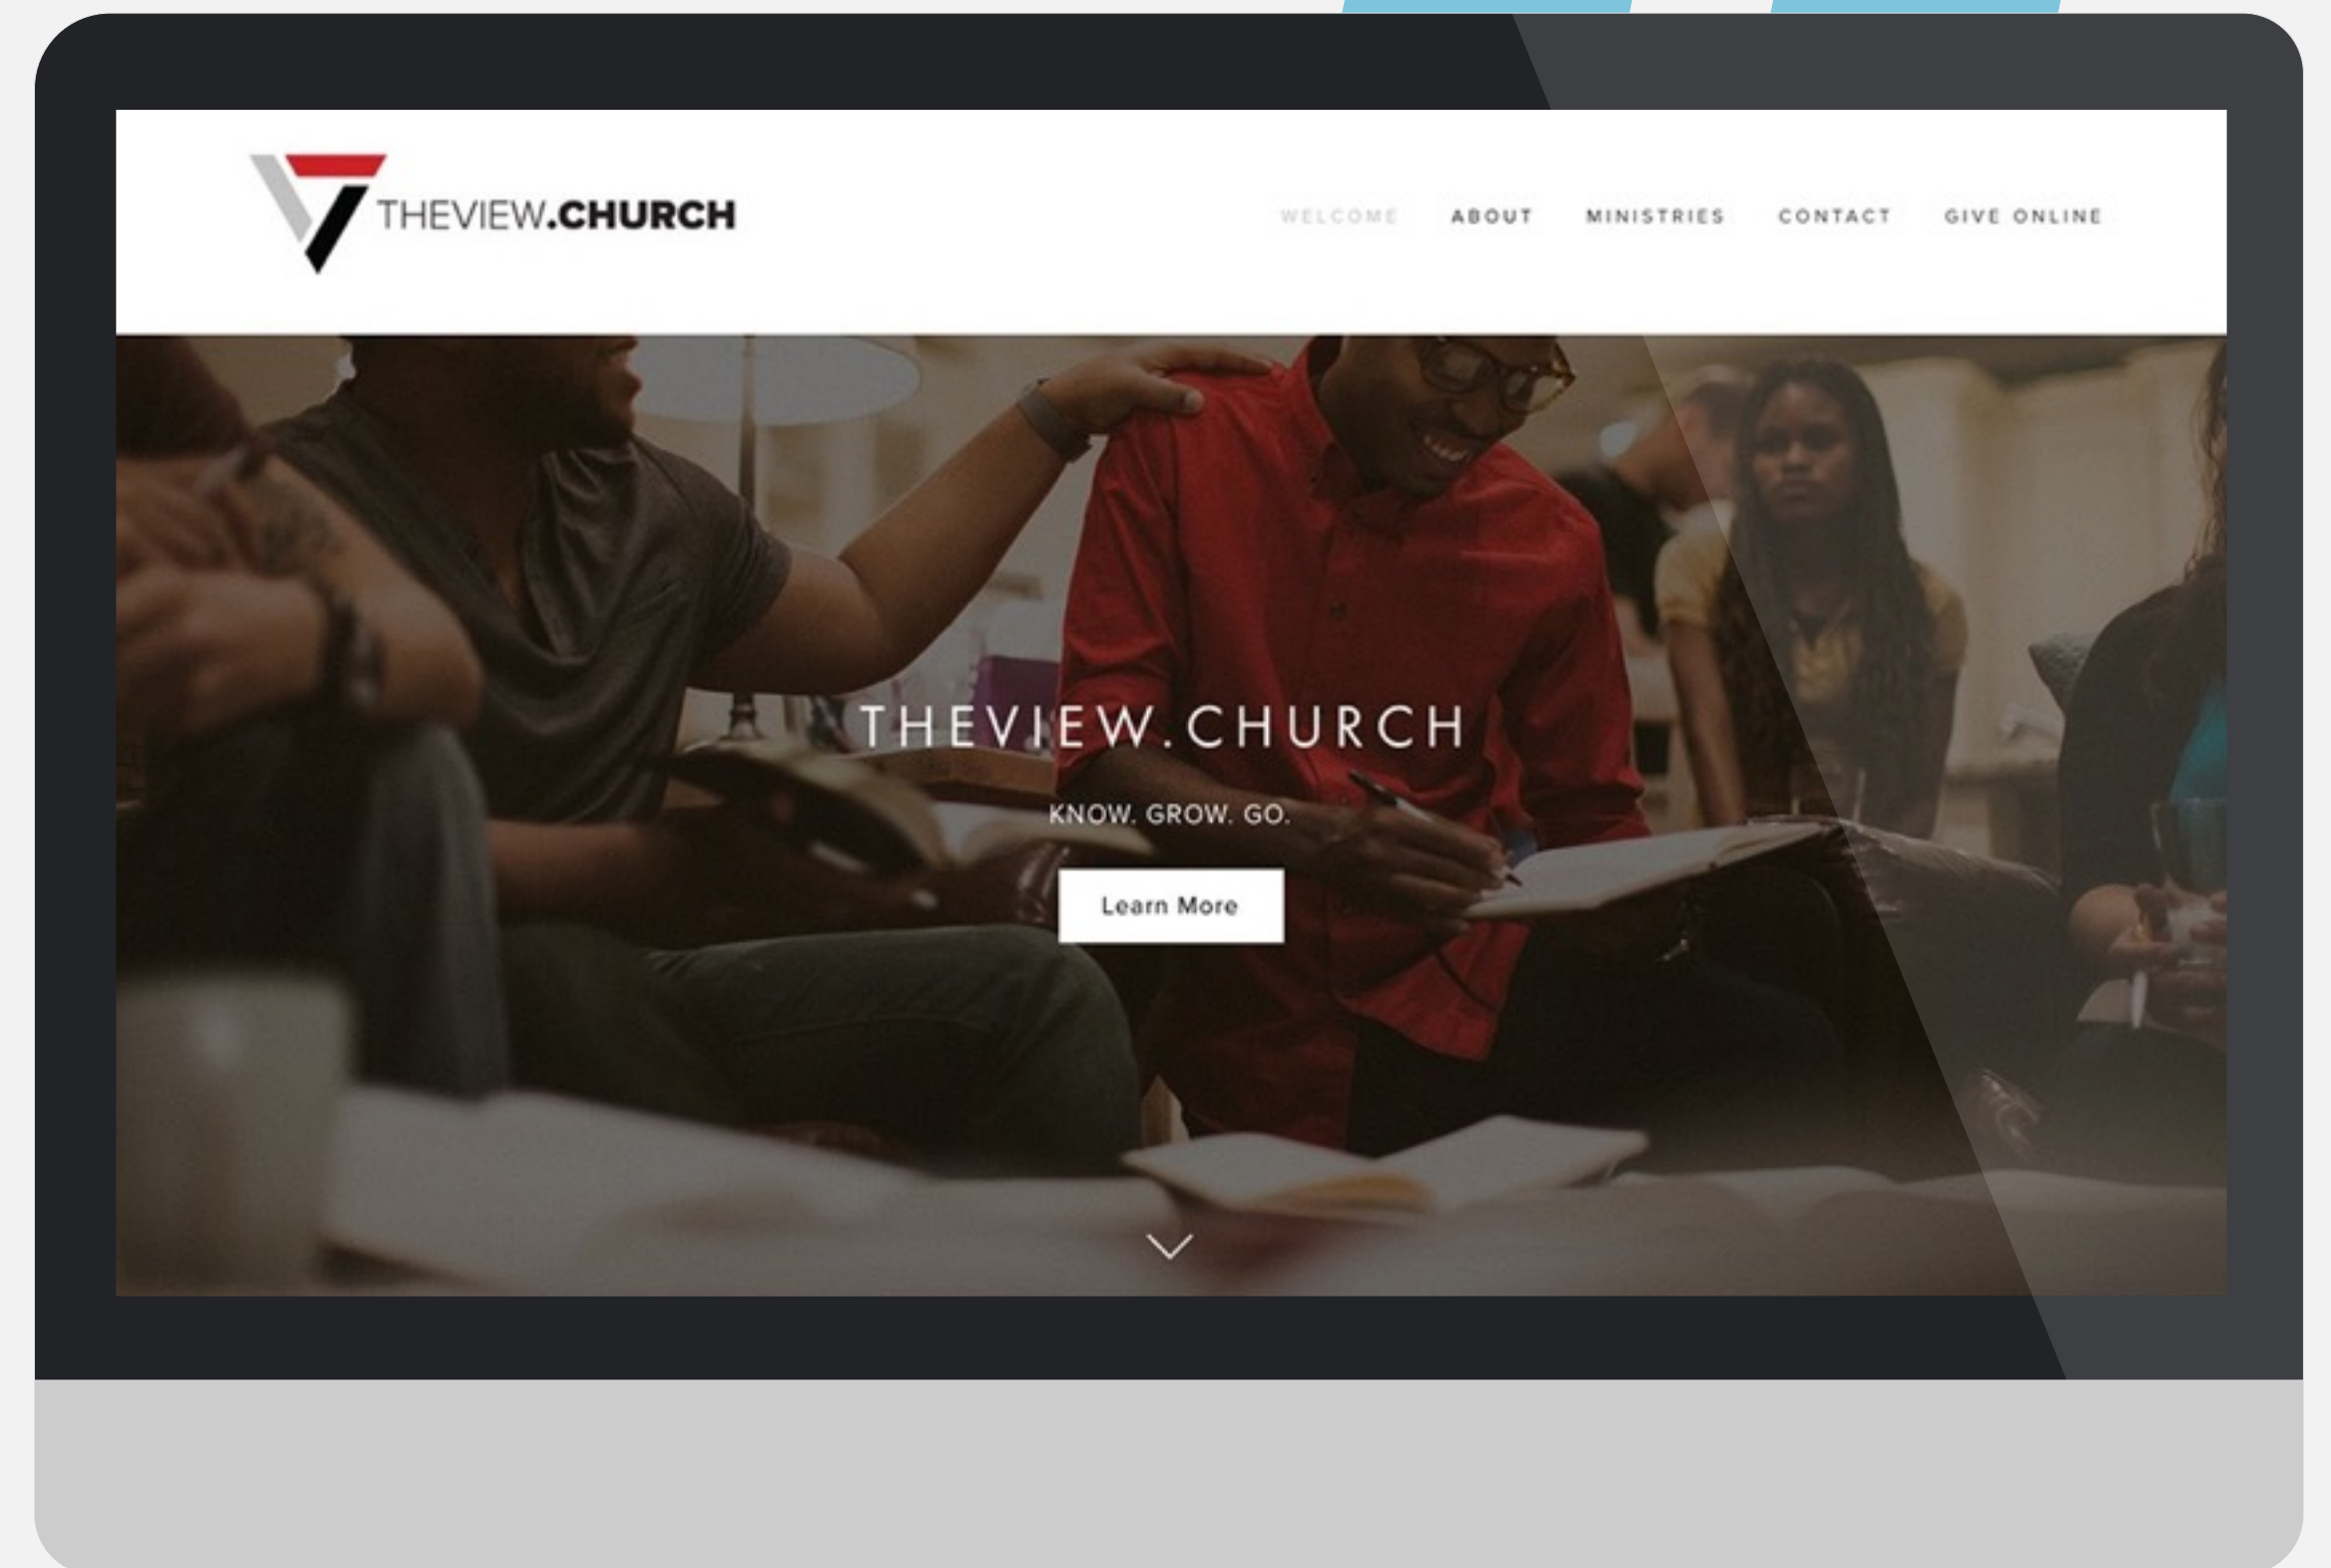 THEVIEW.CHURCH
WELCOME ABOUT MINISTRIES CONTACT GIVE ONLINE
THEVIEW.CHURCH
KNOW. GROW. GO.
Learn More